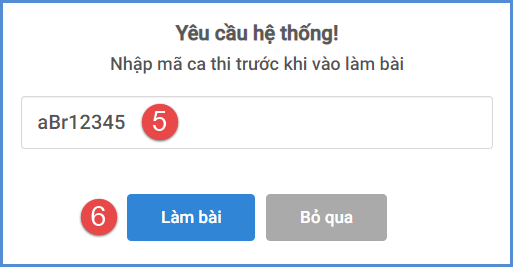 Yêu cầu hệ thống!
Nhập mã ca thi trước khi vào làm bài
aBr12345 5
6 Làm bài Bỏ qua